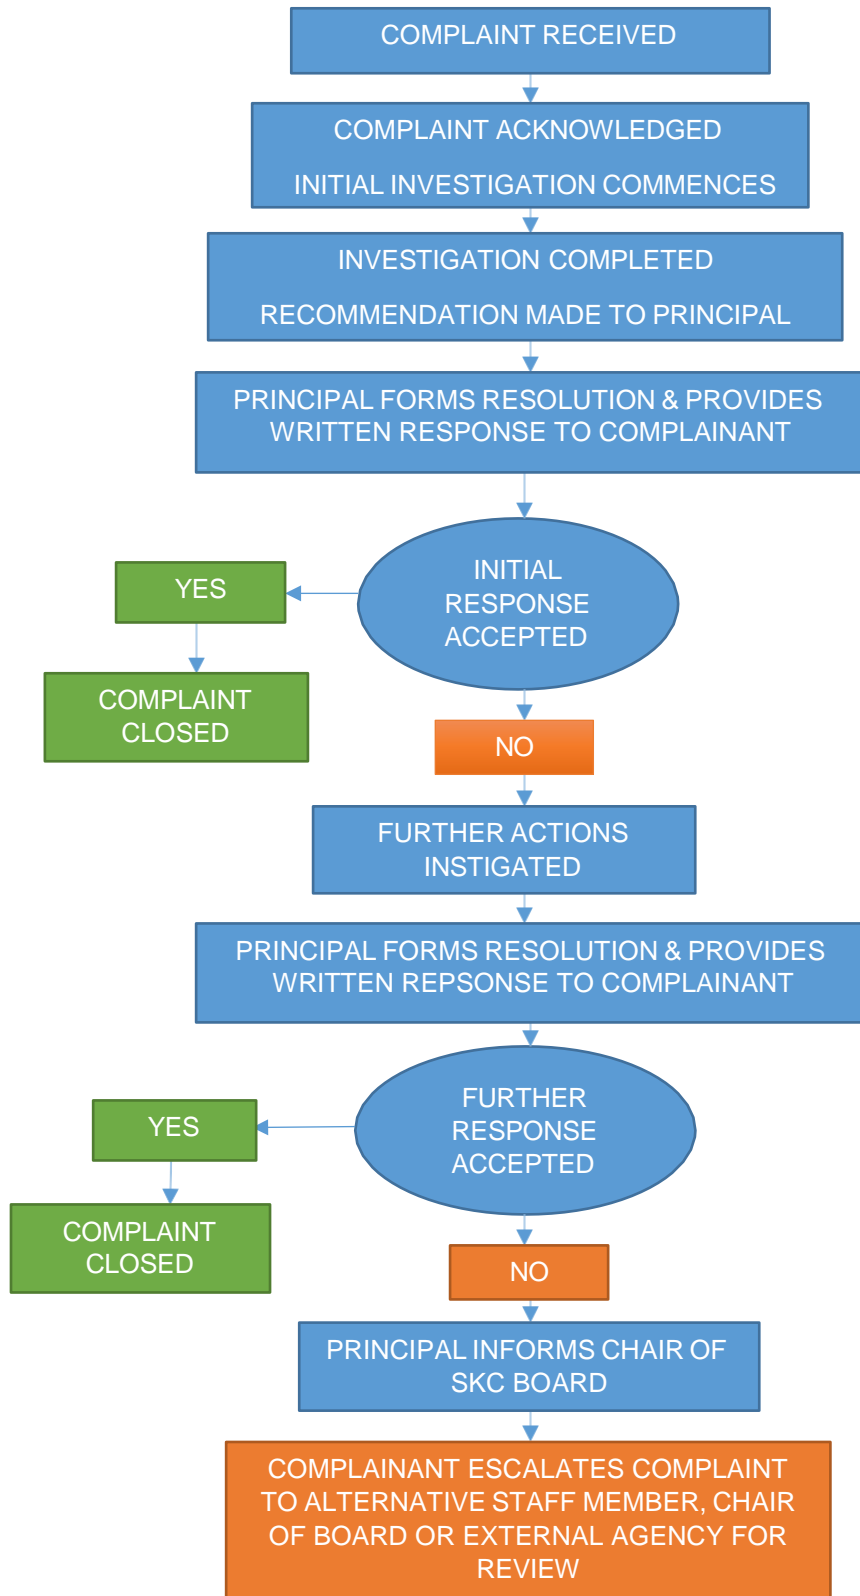 COMPLAINT RECEIVED
COMPLAINT ACKNOWLEDGED
INITIAL INVESTIGATION COMMENCES
INVESTIGATION COMPLETED
RECOMMENDATION MADE TO PRINCIPAL
PRINCIPAL FORMS RESOLUTION & PROVIDES
WRITTEN RESPONSE TO COMPLAINANT
INITIAL
RESPONSE
ACCEPTED
YES
COMPLAINT
CLOSED
NO
FURTHER ACTIONS
INSTIGATED
PRINCIPAL FORMS RESOLUTION & PROVIDES
WRITTEN REPSONSE TO COMPLAINANT
FURTHER
RESPONSE
ACCEPTED
YES
COMPLAINT
CLOSED
NO
PRINCIPAL INFORMS CHAIR OF
SKC BOARD
COMPLAINANT ESCALATES COMPLAINT
TO ALTERNATIVE STAFF MEMBER, CHAIR
OF BOARD OR EXTERNAL AGENCY FOR
REVIEW